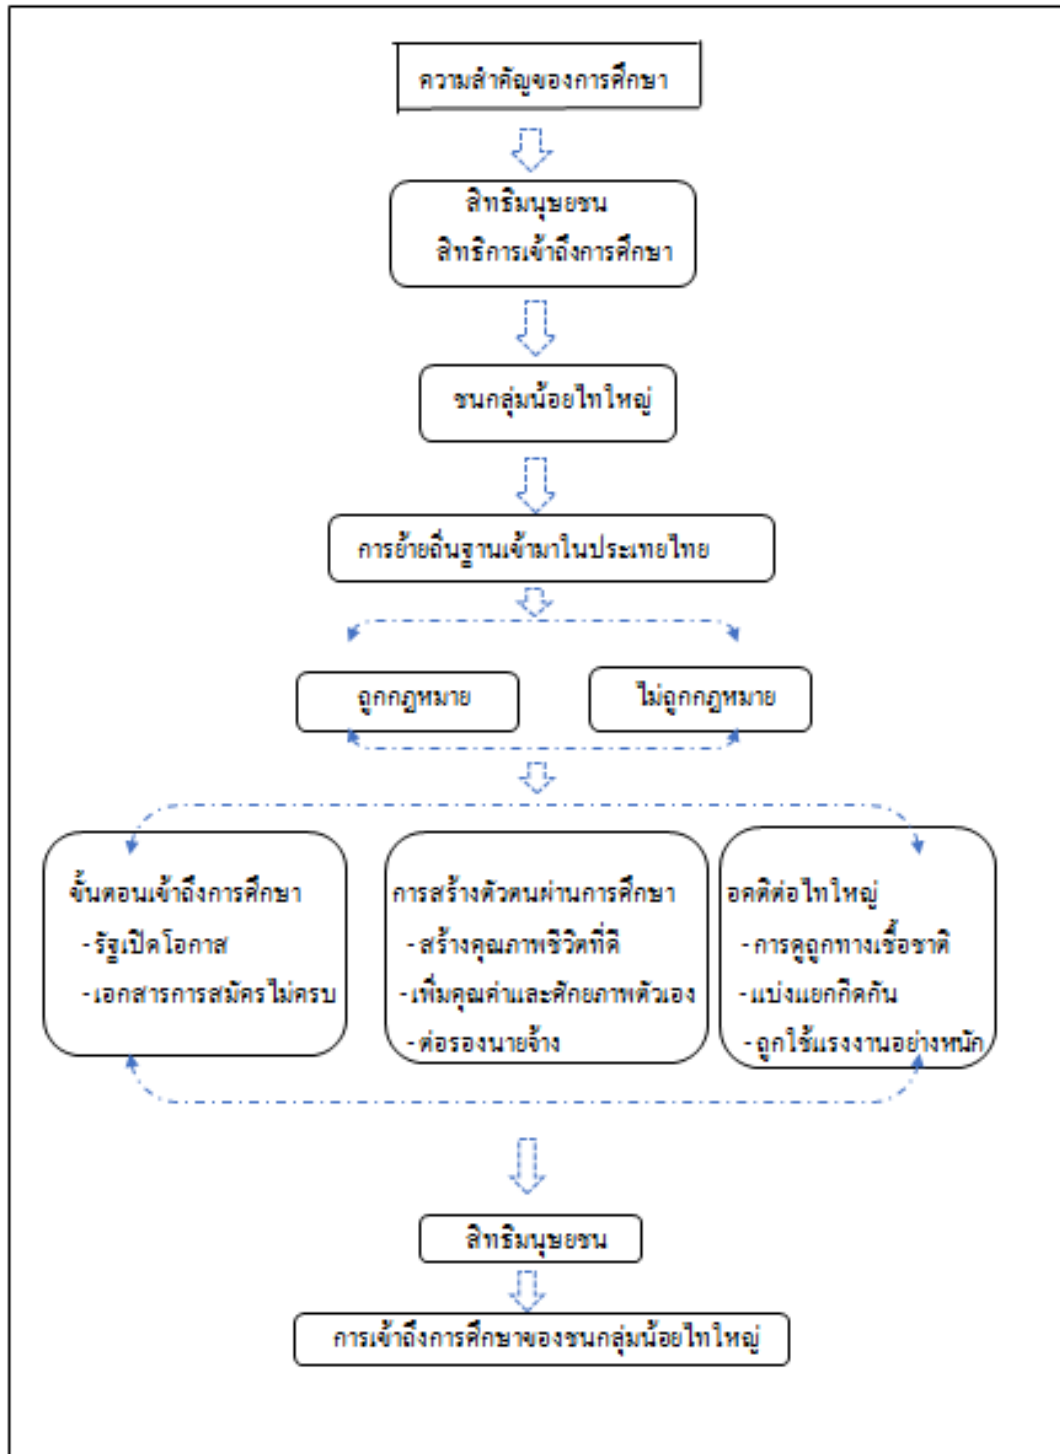 ความสำคัญของการศึกษา
สิทธิมนุษยชน
สิทธิการเข้าถึงการศึกษา
ชนกลุ่มน้อยไทใหญ่
การย้ายถิ่นฐานเข้ามาในประเทยไทย
ถูกกฎหมาย
ไม่ถูกกฎหมาย
ขั้นตอนเข้าถึงการศึกษา
-รัฐเปิดโอกาส
-เอกสารการสมัครไม่ครบ
การสร้างตัวตนผ่านการศึกษา
-สร้างคุณภาพชีวิตที่ดี
-เพิ่มคุณค่าและศักยภาพตัวเอง
-ต่อรองนายจ้าง
อคติต่อไทใหญ่
-การดูถูกทางเชื้อชาติ
-แบ่งแยกกีดกัน
-ถูกใช้แรงงานอย่างหนัก
สิทธิมนุษยชน
การเข้าถึงการศึกษาของชนกลุ่มน้อยไทใหญ่